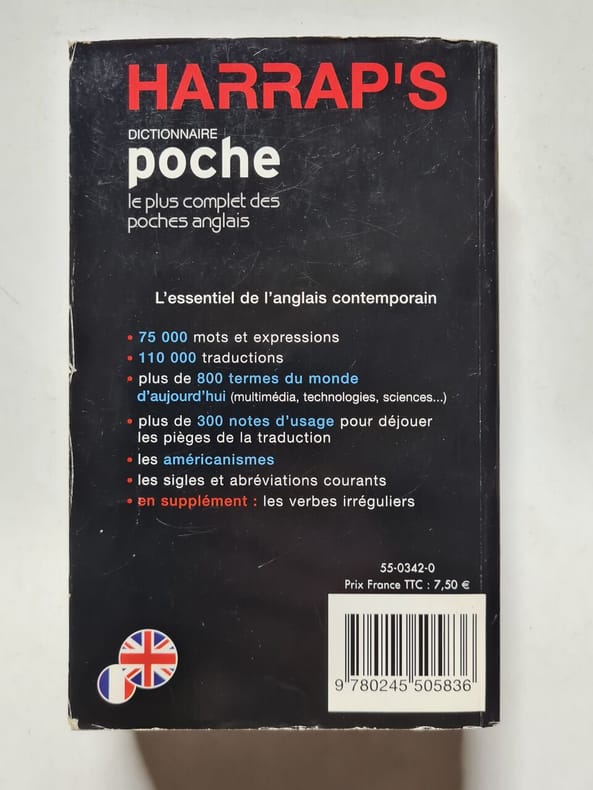 HARRAP'S
DICTIONNAIRE
poche
le plus complet des
poches anglais
L'essentiel de l'anglais contemporain
• 75 000 mots et expressions
• 110 000 traductions
• plus de 800 termes du monde
d'aujourd'hui (multimédia, technologies, sciences...)
• plus de 300 notes d'usage pour déjouer
les pièges de la traduction
• les américanismes
• les sigles et abréviations courants
• en supplément : les verbes irréguliers
55-0342-0
Prix France TTC : 7,50 €
9 780245 505836